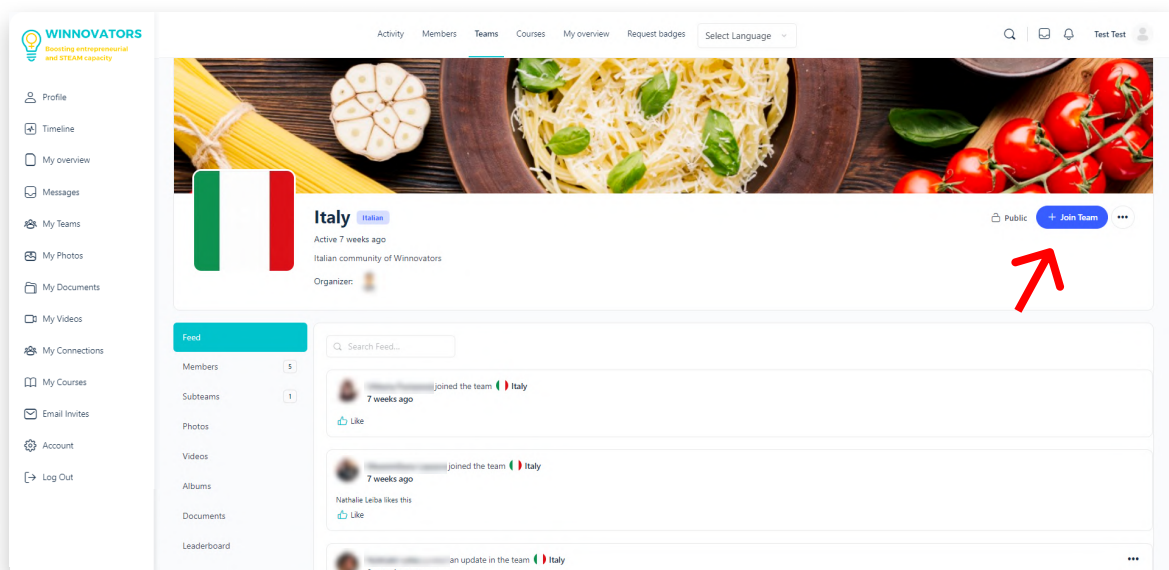 WINNOVATORS
Boosting entrepreneurial
and STEAM capacity
Activity Members Teams Courses My overview Request badges Select Language
Test Test
Profile
Timeline
My overview
Messages
My Teams
My Photos
My Documents
My Videos
My Connections
My Courses
Email Invites
Account
Log Out
Italy Italian
Active 7 weeks ago
Italian community of Winnovators
Organizer:
Public + Join Team
Feed
Members 5
Subteams 1
Photos
Videos
Albums
Documents
Leaderboard
Search Feed...
joined the team Italy
7 weeks ago
Like
joined the team Italy
7 weeks ago
Nathalie Leiba likes this
Like
an update in the team Italy